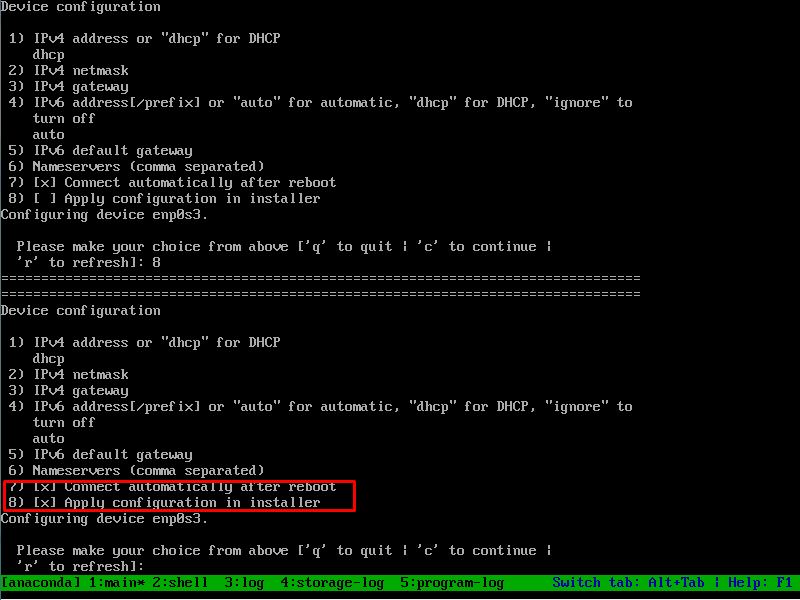 Device configuration
1) IPv4 address or "dhcp" for DHCP
dhcp
2) IPv4 netmask
3) IPv4 gateway
4) IPv6 address[/prefix] or "auto" for automatic, "dhcp" for DHCP, "ignore" to
turn off
auto
5) IPv6 default gateway
6) Nameservers (comma separated)
7) [x] Connect automatically after reboot
8) [ ] Apply configuration in installer
Configuring device enp0s3.
Please make your choice from above ['q' to quit | 'c' to continue |
'r' to refresh]: 8
================================================================================
================================================================================
Device configuration
1) IPv4 address or "dhcp" for DHCP
dhcp
2) IPv4 netmask
3) IPv4 gateway
4) IPv6 address[/prefix] or "auto" for automatic, "dhcp" for DHCP, "ignore" to
turn off
auto
5) IPv6 default gateway
6) Nameservers (comma separated)
7) [x] Connect automatically after reboot
8) [x] Apply configuration in installer
Configuring device enp0s3.
Please make your choice from above ['q' to quit | 'c' to continue |
'r' to refresh]:
[anaconda] 1:main* 2:shell  3:log  4:storage-log  5:program-log      Switch tab: Alt+Tab | Help: F1